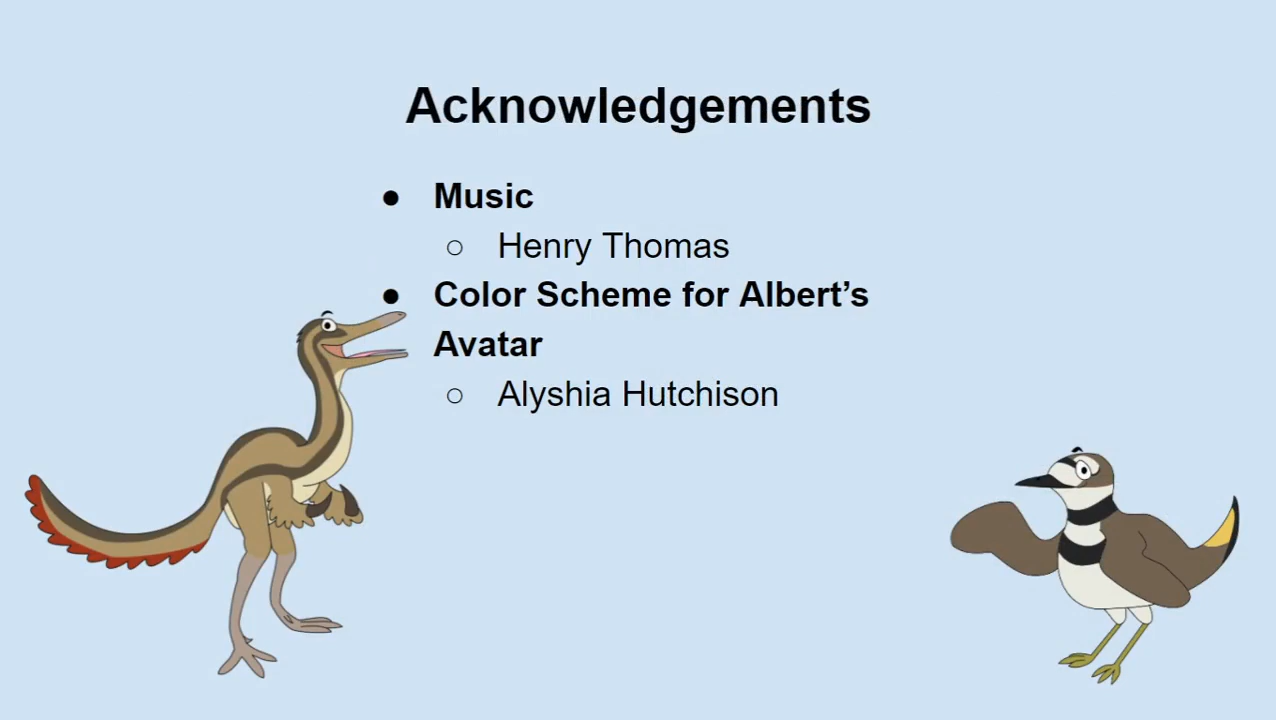 Acknowledgements
● Music
○ Henry Thomas
● Color Scheme for Albert’s
Avatar
○ Alyshia Hutchison